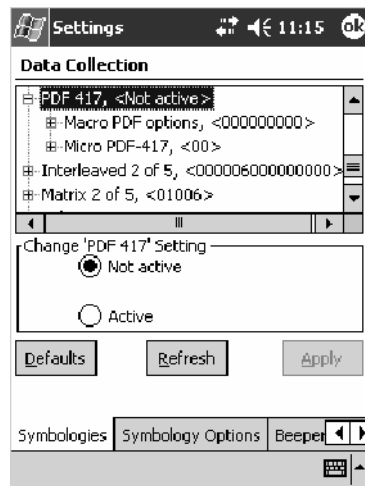 Settings 11:15 ok
Data Collection
PDF 417, <Not active>
Macro PDF options, <000000000>
Micro PDF-417, <00>
Interleaved 2 of 5, <000006000000000>
Matrix 2 of 5, <01006>
Change 'PDF 417' Setting
Not active
Active
Defaults Refresh Apply
Symbologies Symbology Options Beeper